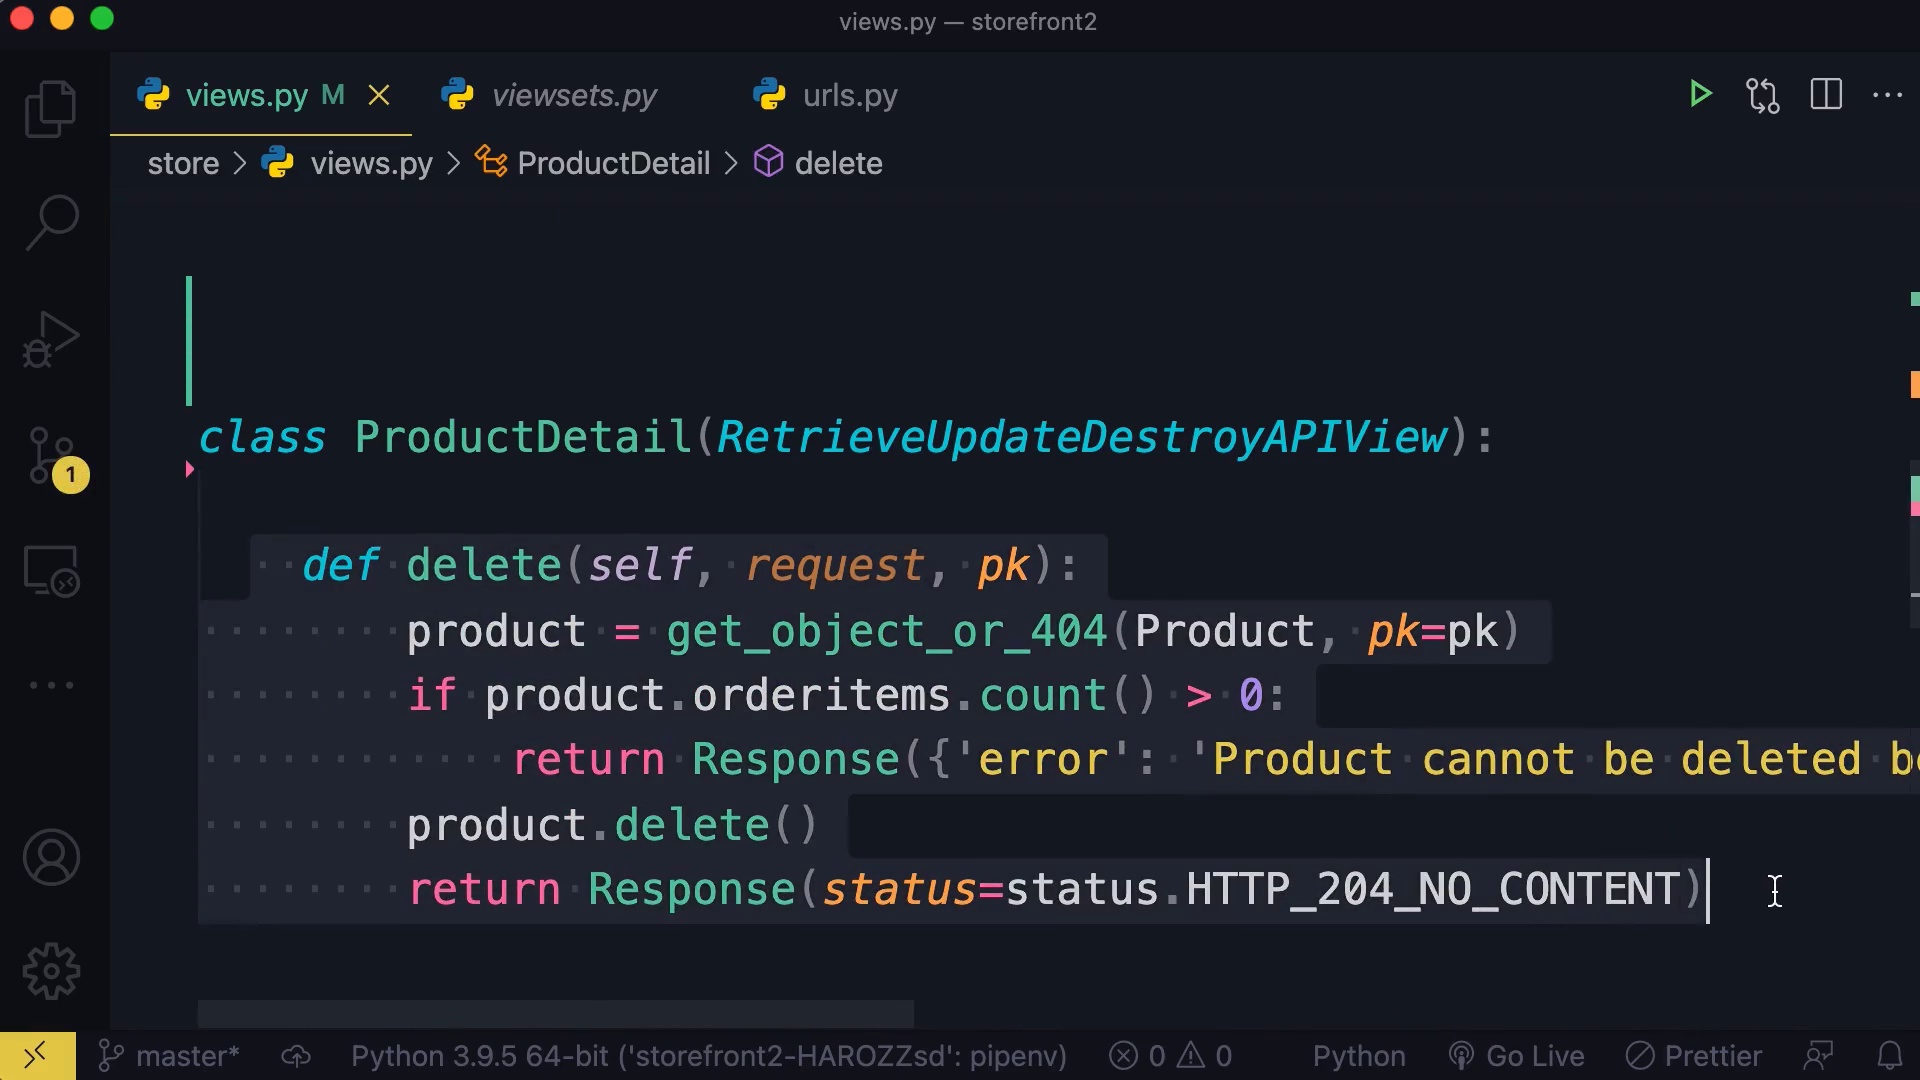 views.py — storefront2
views.py M viewsets.py urls.py
store > views.py > ProductDetail > delete
class ProductDetail(RetrieveUpdateDestroyAPIView):
def delete(self, request, pk):
product = get_object_or_404(Product, pk=pk)
if product.orderitems.count() > 0:
return Response({'error': 'Product cannot be deleted be
product.delete()
return Response(status=status.HTTP_204_NO_CONTENT)
1
master* Python 3.9.5 64-bit ('storefront2-HAROZZsd': pipenv) 0 0 Python Go Live Prettier